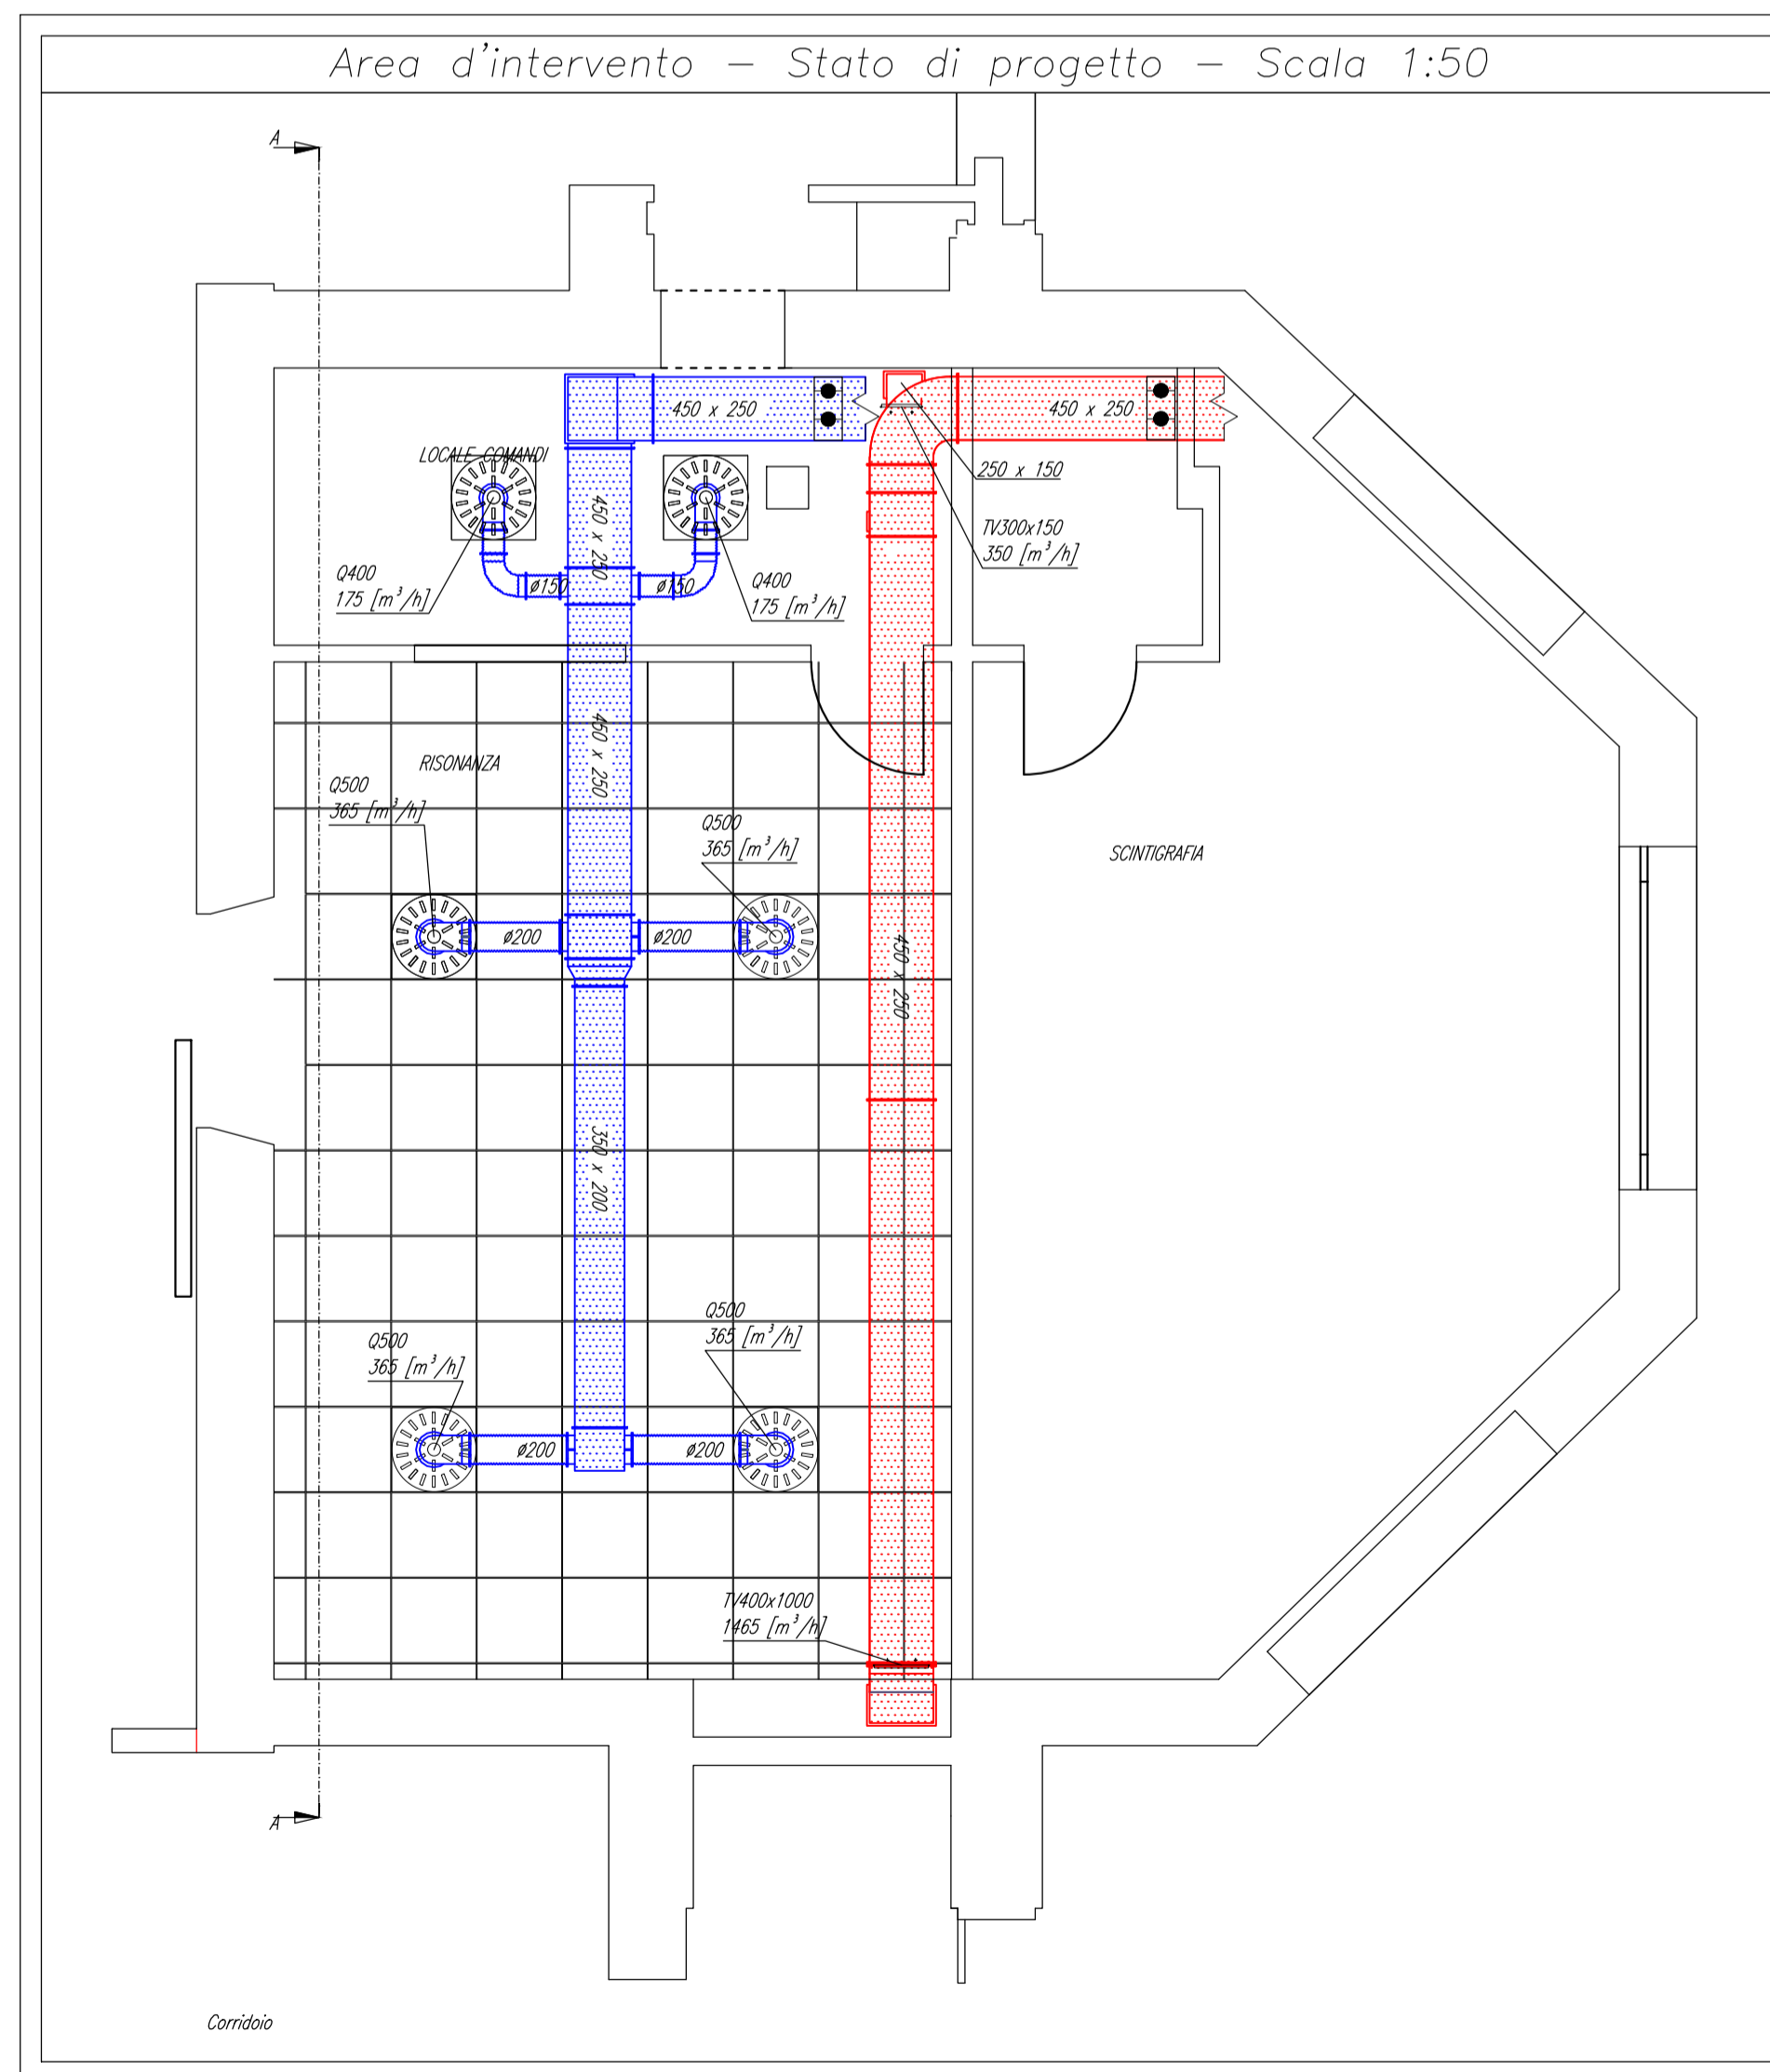 Area d'intervento – Stato di progetto – Scala 1:50
A
450 x 250
450 x 250
LOCALE COMANDI
250 x 150
450 x 250
TV300x150
350 [m³/h]
Q400
175 [m³/h]
ø150
ø150
Q400
175 [m³/h]
450 x 250
RISONANZA
Q500
365 [m³/h]
Q500
365 [m³/h]
SCINTIGRAFIA
ø200
ø200
450 x 250
350 x 200
Q500
365 [m³/h]
Q500
365 [m³/h]
ø200
ø200
TV400x1000
1465 [m³/h]
A
Corridoio